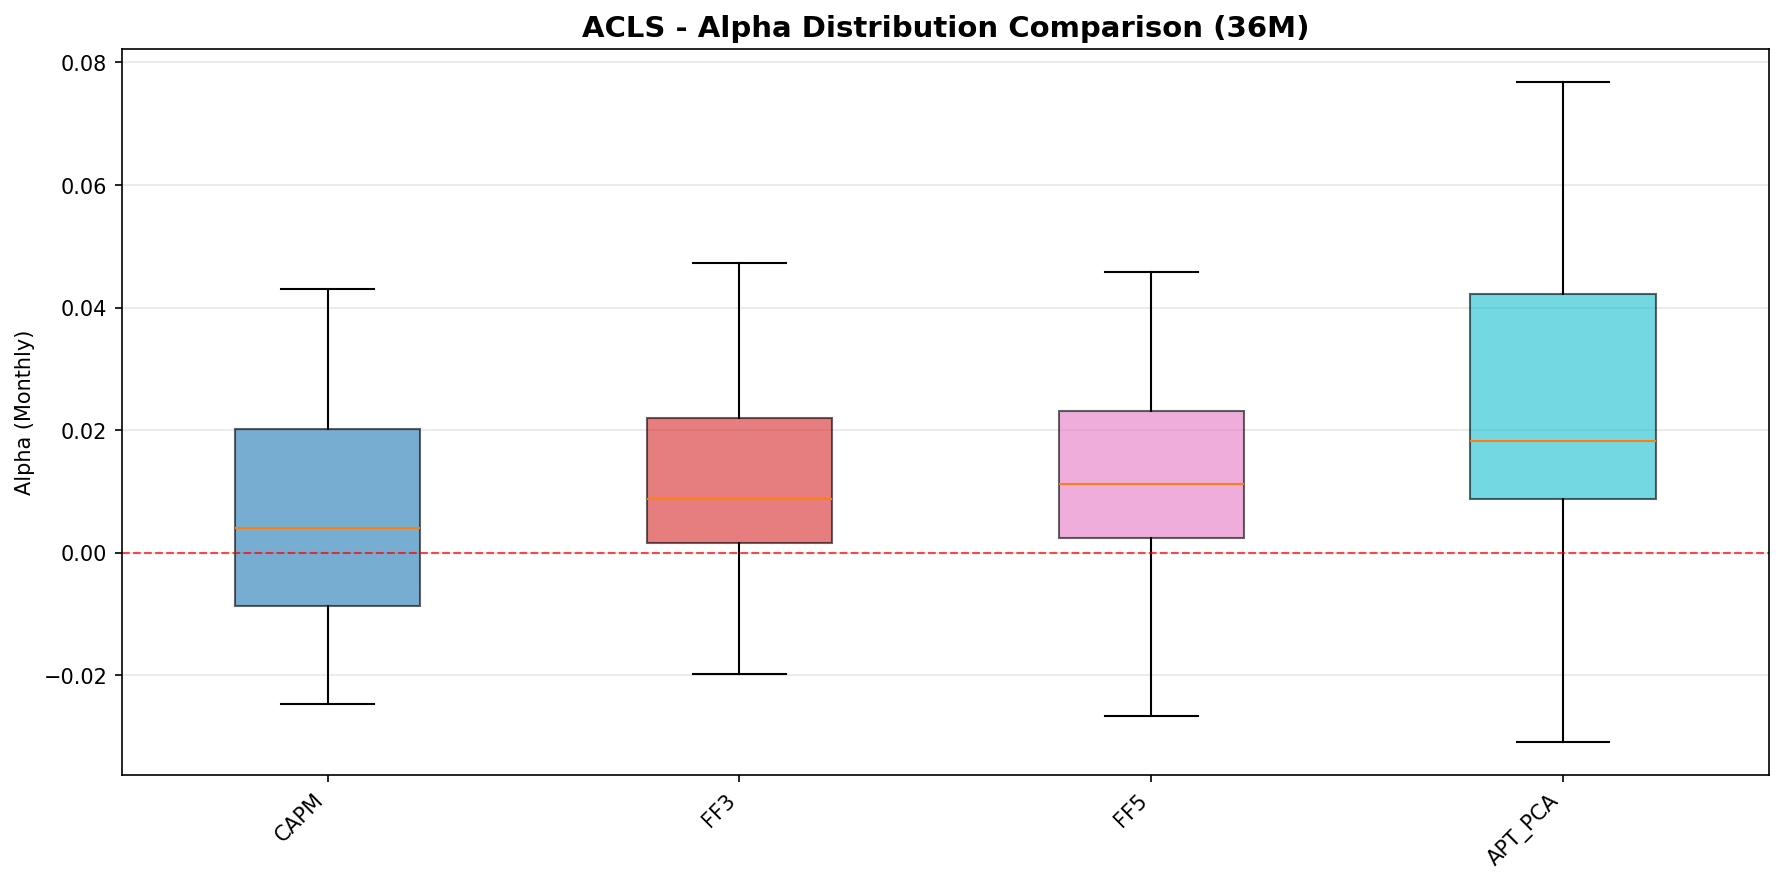 ACLS - Alpha Distribution Comparison (36M)
Alpha (Monthly)
0.08
0.06
0.04
0.02
0.00
−0.02
CAPM
FF3
FF5
APT_PCA